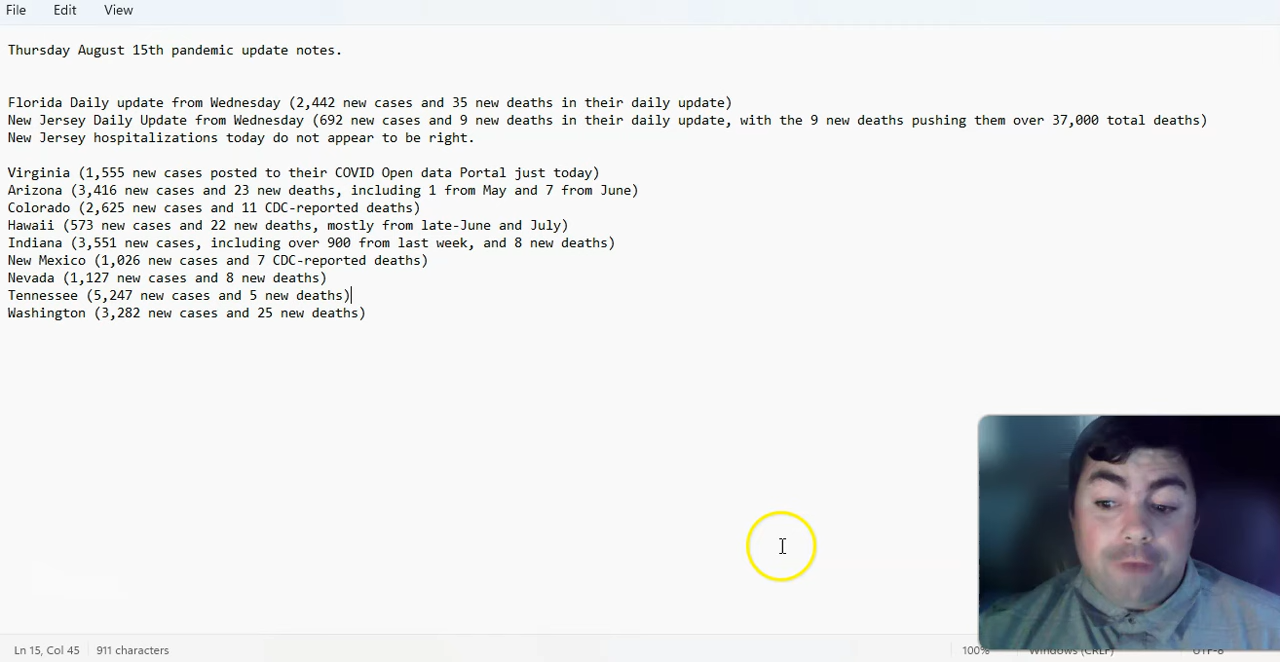 File Edit View
Thursday August 15th pandemic update notes.
Florida Daily update from Wednesday (2,442 new cases and 35 new deaths in their daily update)
New Jersey Daily Update from Wednesday (692 new cases and 9 new deaths in their daily update, with the 9 new deaths pushing them over 37,000 total deaths)
New Jersey hospitalizations today do not appear to be right.
Virginia (1,555 new cases posted to their COVID Open data Portal just today)
Arizona (3,416 new cases and 23 new deaths, including 1 from May and 7 from June)
Colorado (2,625 new cases and 11 CDC-reported deaths)
Hawaii (573 new cases and 22 new deaths, mostly from late-June and July)
Indiana (3,551 new cases, including over 900 from last week, and 8 new deaths)
New Mexico (1,026 new cases and 7 CDC-reported deaths)
Nevada (1,127 new cases and 8 new deaths)
Tennessee (5,247 new cases and 5 new deaths)
Washington (3,282 new cases and 25 new deaths)
Ln 15, Col 45 911 characters 100% Windows (CRLF) UTF-8